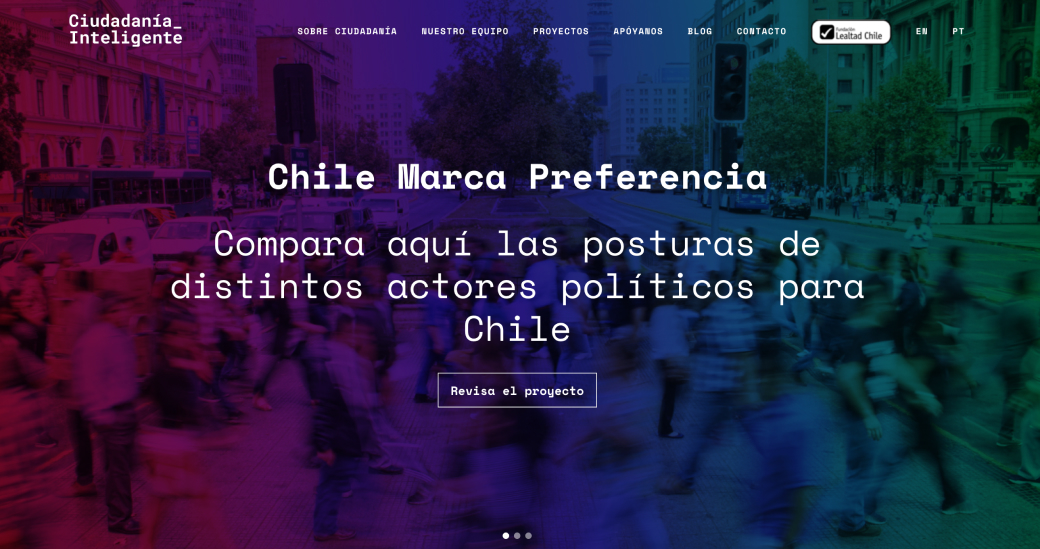 Ciudadanía_
Inteligente
SOBRE CIUDADANÍA
NUESTRO EQUIPO
PROYECTOS
APÓYANOS
BLOG
CONTACTO
Fundación
Lealtad Chile
EN
PT
Chile Marca Preferencia
Compara aquí las posturas de
distintos actores políticos para
Chile
Revisa el proyecto